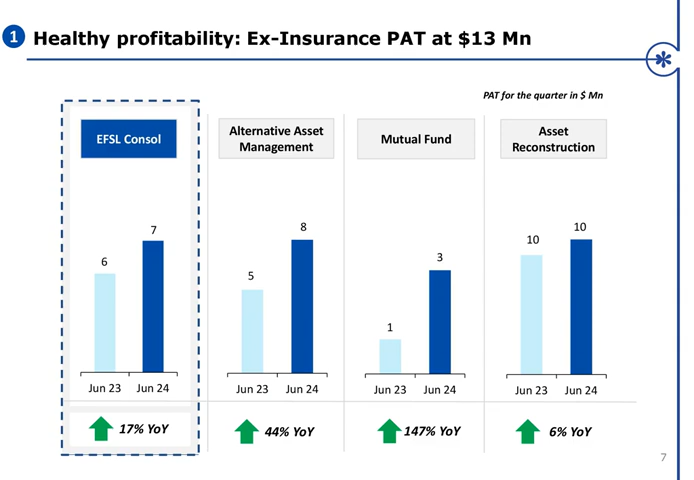 1 Healthy profitability: Ex-Insurance PAT at $13 Mn
PAT for the quarter in $ Mn
EFSL Consol
6
7
Jun 23 Jun 24
17% YoY
Alternative Asset
Management
5
8
Jun 23 Jun 24
44% YoY
Mutual Fund
1
3
Jun 23 Jun 24
147% YoY
Asset
Reconstruction
10
10
Jun 23 Jun 24
6% YoY
7